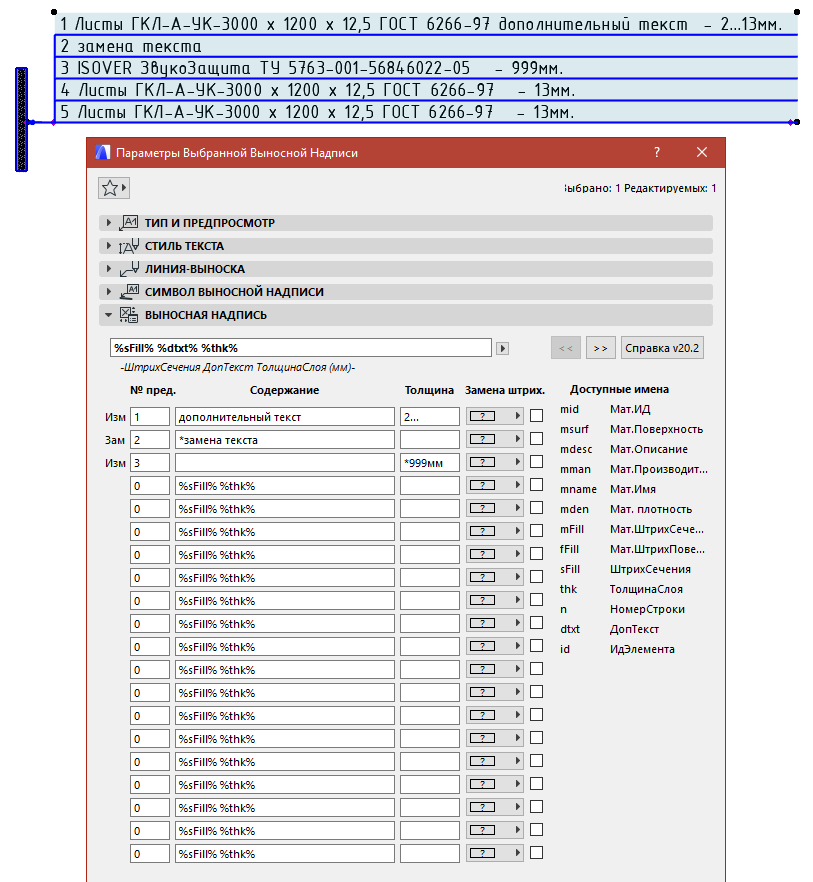 1 Листы ГКЛ-А-УК-3000 x 1200 x 12,5 ГОСТ 6266-97 дополнительный текст - 2...13мм.
2 замена текста
3 ISOVER ЗвукоЗащита ТУ 5763-001-56846022-05 - 999мм.
4 Листы ГКЛ-А-УК-3000 x 1200 x 12,5 ГОСТ 6266-97 - 13мм.
5 Листы ГКЛ-А-УК-3000 x 1200 x 12,5 ГОСТ 6266-97 - 13мм.
Параметры Выбранной Выносной Надписи ?
ыбрано: 1 Редактируемых: 1
ТИП И ПРЕДПРОСМОТР
СТИЛЬ ТЕКСТА
ЛИНИЯ-ВЫНОСКА
СИМВОЛ ВЫНОСНОЙ НАДПИСИ
ВЫНОСНАЯ НАДПИСЬ
%sFill% %dtxt% %thk% << >> Справка v20.2
-ШтрихСечения ДопТекст ТолщинаСлоя (мм)-
№ пред. Содержание Толщина Замена штрих. Доступные имена
Изм 1 дополнительный текст 2... ? mid Мат.ИД
Зам 2 *замена текста ? msurf Мат.Поверхность
Изм 3 *999мм ? mdesc Мат.Описание
0 %sFill% %thk% ? mman Мат.Производит...
0 %sFill% %thk% ? mname Мат.Имя
0 %sFill% %thk% ? mden Мат. плотность
0 %sFill% %thk% ? mFill Мат.ШтрихСече...
0 %sFill% %thk% ? fFill Мат.ШтрихПове...
0 %sFill% %thk% ? sFill ШтрихСечения
0 %sFill% %thk% ? thk ТолщинаСлоя
0 %sFill% %thk% ? n НомерСтроки
0 %sFill% %thk% ? dtxt ДопТекст
0 %sFill% %thk% ? id ИдЭлемента
0 %sFill% %thk% ?
0 %sFill% %thk% ?
0 %sFill% %thk% ?
0 %sFill% %thk% ?
0 %sFill% %thk% ?
0 %sFill% %thk% ?
0 %sFill% %thk% ?